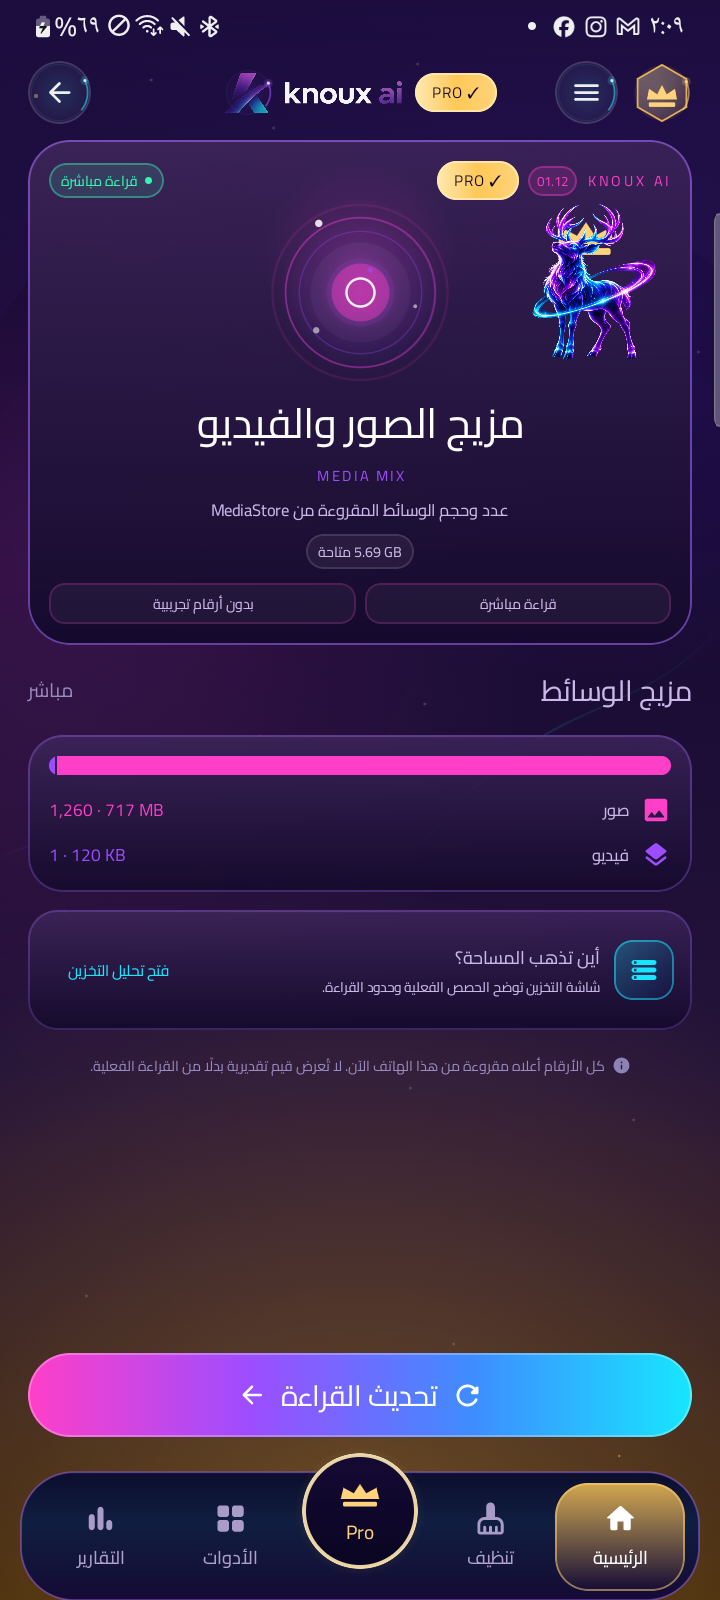 ٢:٠٩
%٦٩
knoux ai PRO ✓
KNOUX AI 01.12 PRO ✓
قراءة مباشرة
مزيج الصور والفيديو
MEDIA MIX
عدد وحجم الوسائط المقروءة من MediaStore
5.69 GB متاحة
قراءة مباشرة
بدون أرقام تجريبية
مزيج الوسائط
مباشر
صور
1,260 · 717 MB
فيديو
1 · 120 KB
أين تذهب المساحة؟
شاشة التخزين توضح الحصص الفعلية وحدود القراءة.
فتح تحليل التخزين
كل الأرقام أعلاه مقروءة من هذا الهاتف الآن. لا تُعرض قيم تقديرية بدلًا من القراءة الفعلية.
تحديث القراءة
الرئيسية
تنظيف
Pro
الأدوات
التقارير